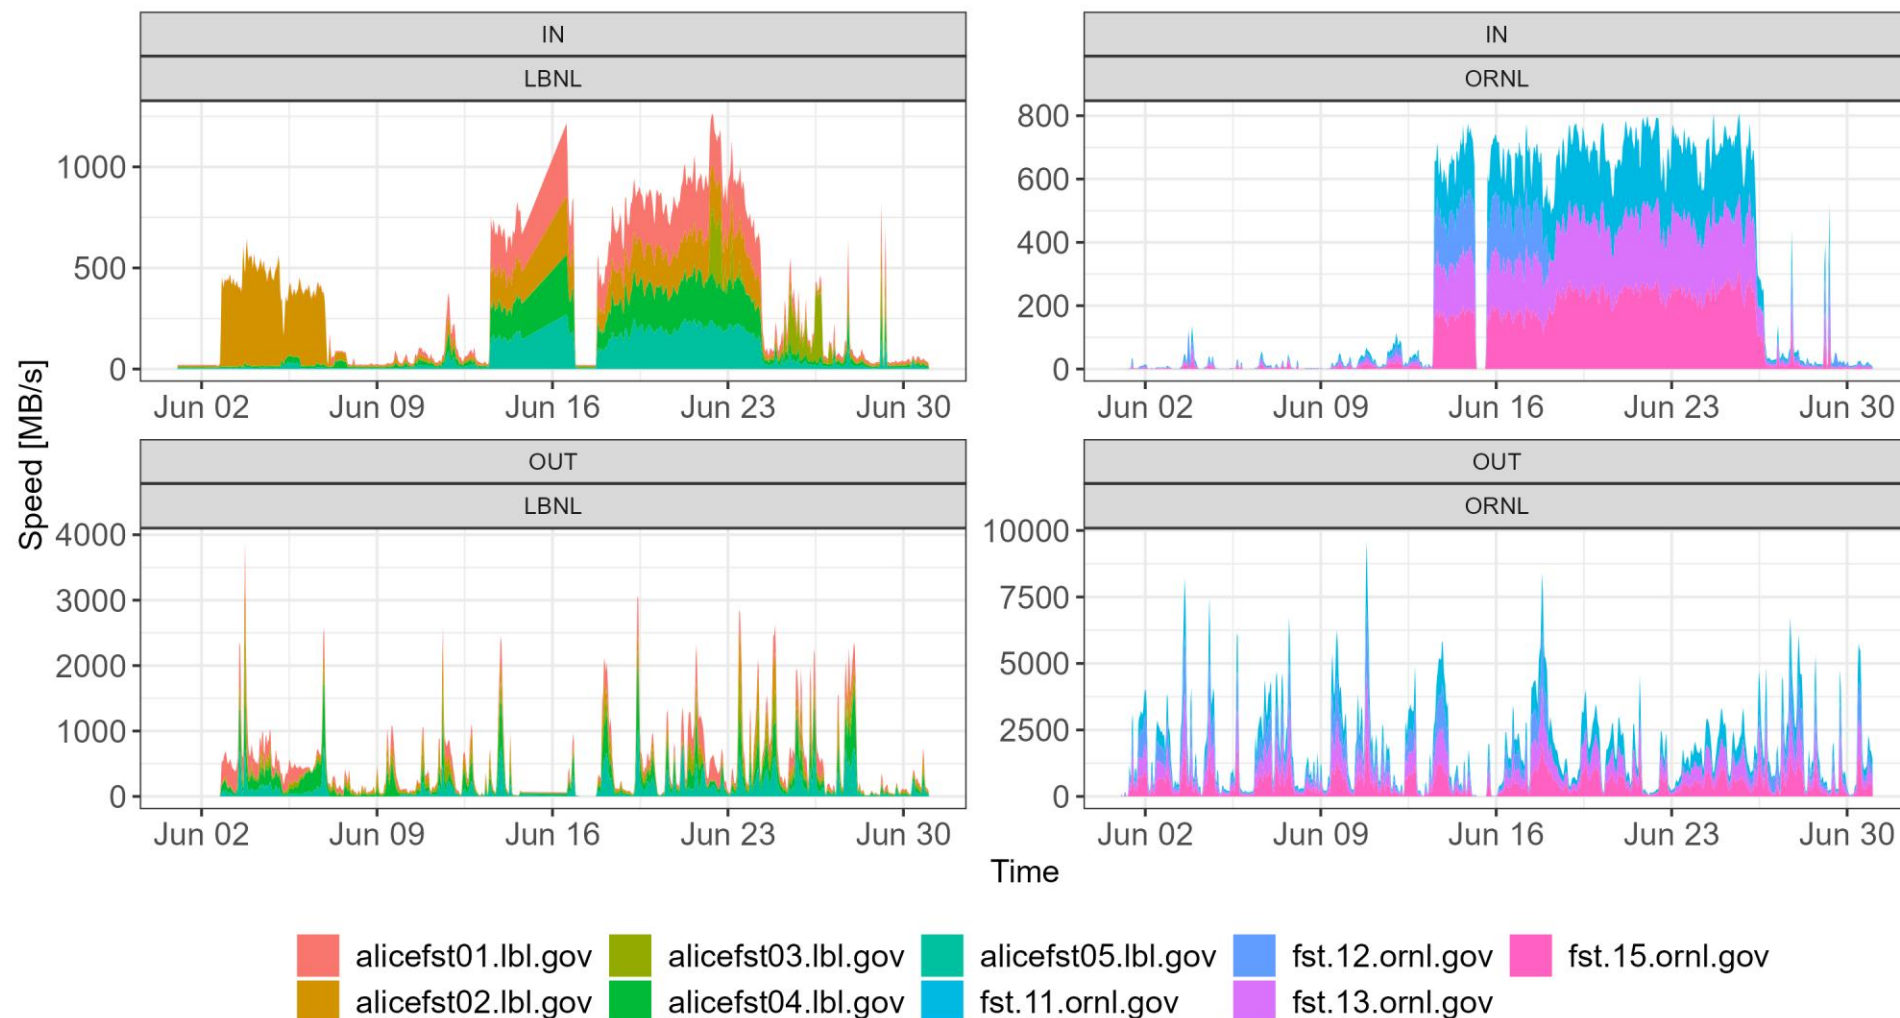 IN
LBNL
1000
500
0
Jun 02 Jun 09 Jun 16 Jun 23 Jun 30
IN
ORNL
800
600
400
200
0
Jun 02 Jun 09 Jun 16 Jun 23 Jun 30
Speed [MB/s]
OUT
LBNL
4000
3000
2000
1000
0
Jun 02 Jun 09 Jun 16 Jun 23 Jun 30
OUT
ORNL
10000
7500
5000
2500
0
Jun 02 Jun 09 Jun 16 Jun 23 Jun 30
Time
alicefst01.lbl.gov alicefst03.lbl.gov alicefst05.lbl.gov fst.12.ornl.gov fst.15.ornl.gov
alicefst02.lbl.gov alicefst04.lbl.gov fst.11.ornl.gov fst.13.ornl.gov